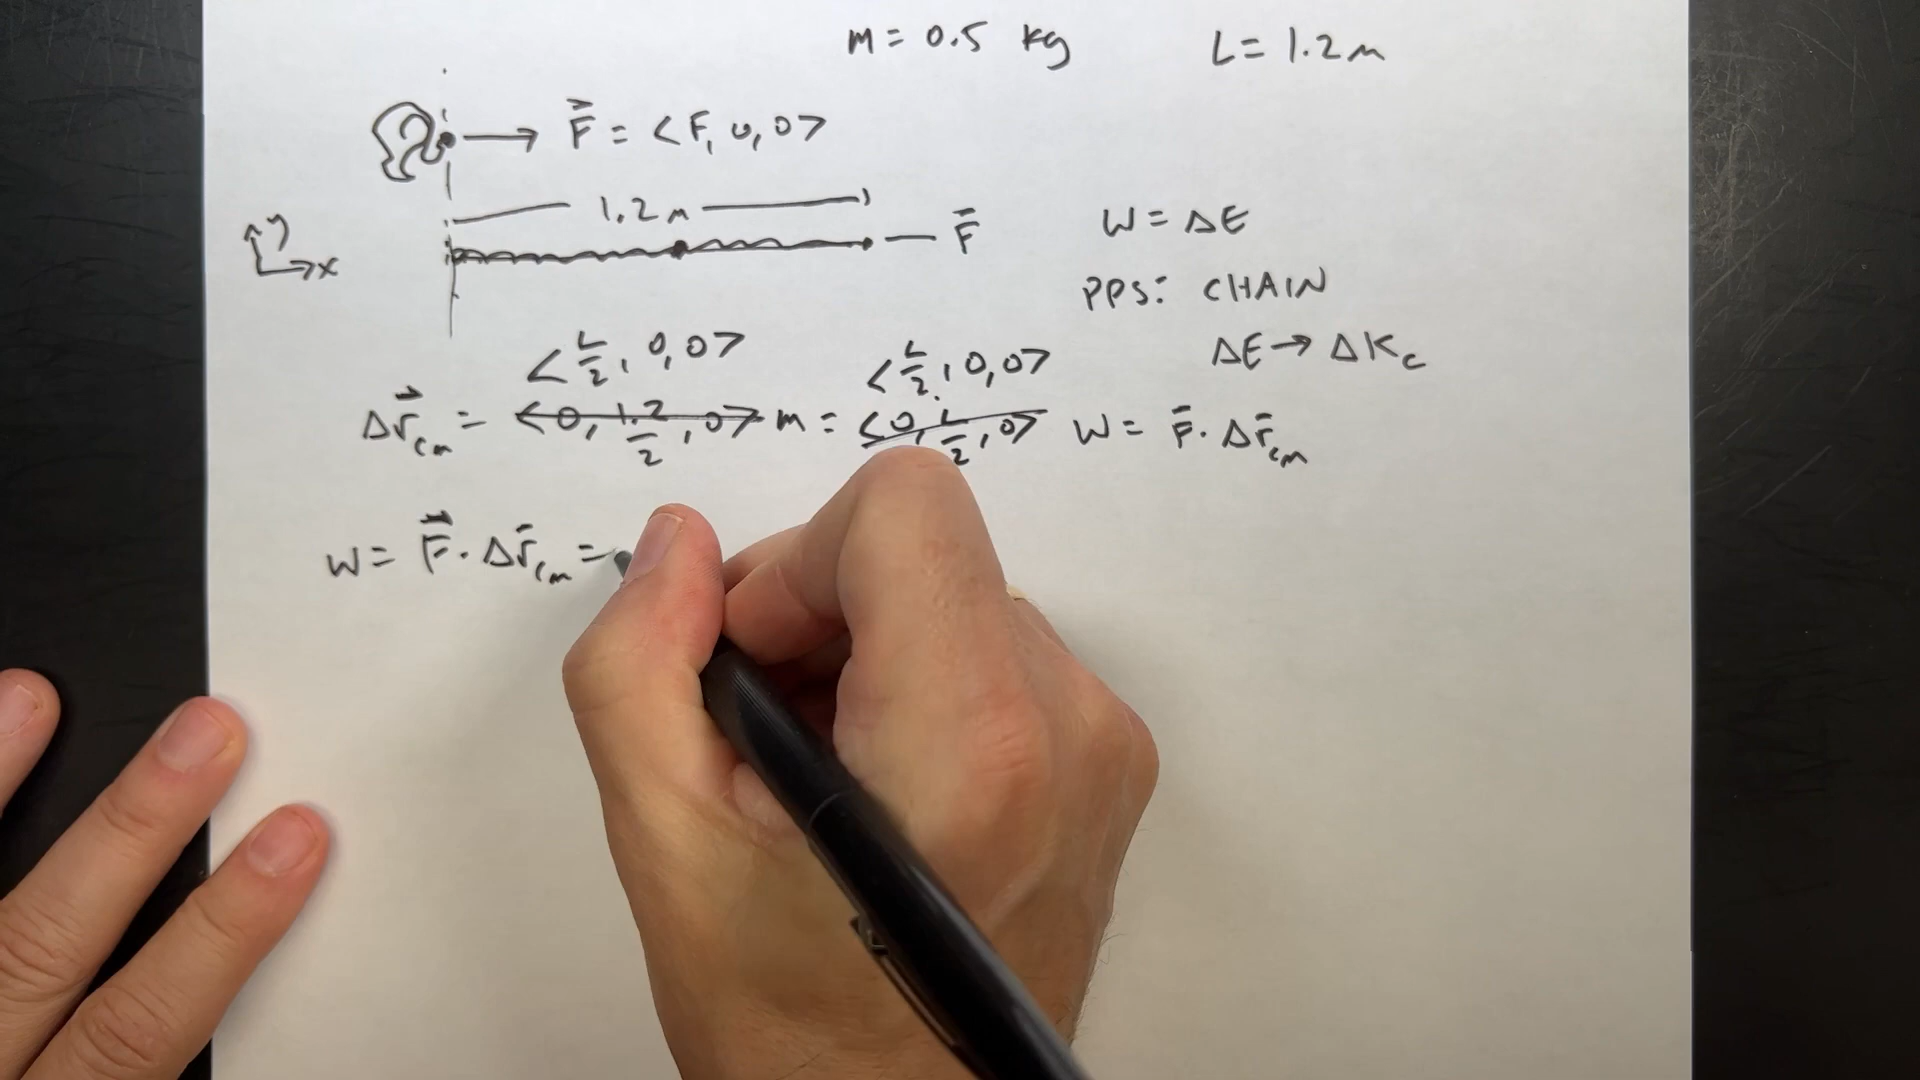 m = 0.5 kg L = 1.2 m
F⃗ = <F, 0, 0>
1.2 m
y
x
F̄
W = ΔE
PPS: CHAIN
ΔE → ΔK_c
<L/2, 0, 0> <L/2, 0, 0>
Δr⃗_cm = <0, 1.2/2, 0> m = <0, L/2, 0> W = F̄ · Δr̄_cm
W = F⃗ · Δr̄_cm =